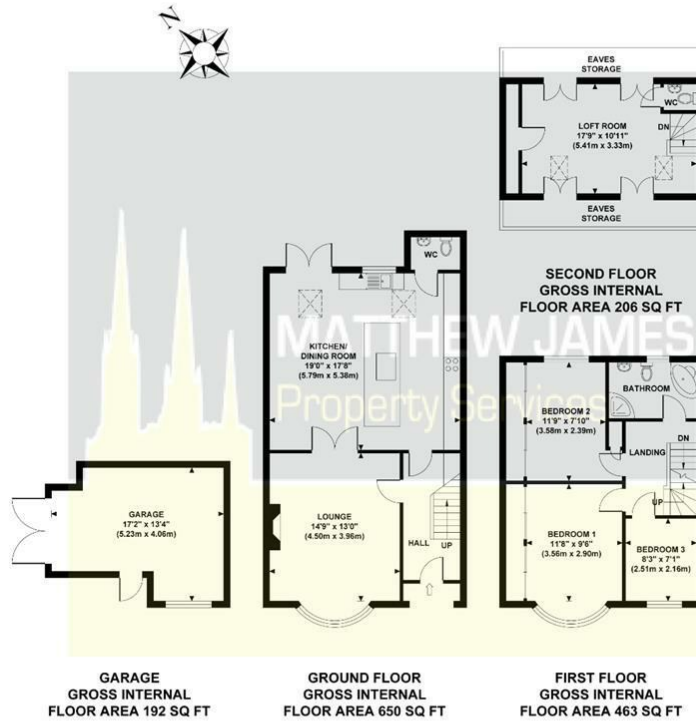 N
EAVES
STORAGE
WC
LOFT ROOM
17'9" x 10'11"
(5.41m x 3.33m)
DN
EAVES
STORAGE
SECOND FLOOR
GROSS INTERNAL
FLOOR AREA 206 SQ FT
WC
KITCHEN/
DINING ROOM
19'0" x 17'8"
(5.79m x 5.38m)
MATTHEW JAMES
Property Services
BATHROOM
BEDROOM 2
11'9" x 7'10"
(3.58m x 2.39m)
LANDING
DN
UP
GARAGE
17'2" x 13'4"
(5.23m x 4.06m)
LOUNGE
14'9" x 13'0"
(4.50m x 3.96m)
HALL
UP
BEDROOM 1
11'8" x 9'6"
(3.56m x 2.90m)
BEDROOM 3
8'3" x 7'1"
(2.51m x 2.16m)
GARAGE
GROSS INTERNAL
FLOOR AREA 192 SQ FT
GROUND FLOOR
GROSS INTERNAL
FLOOR AREA 650 SQ FT
FIRST FLOOR
GROSS INTERNAL
FLOOR AREA 463 SQ FT